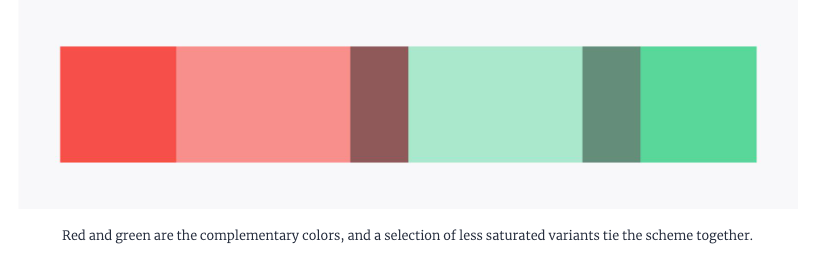 Red and green are the complementary colors, and a selection of less saturated variants tie the scheme together.